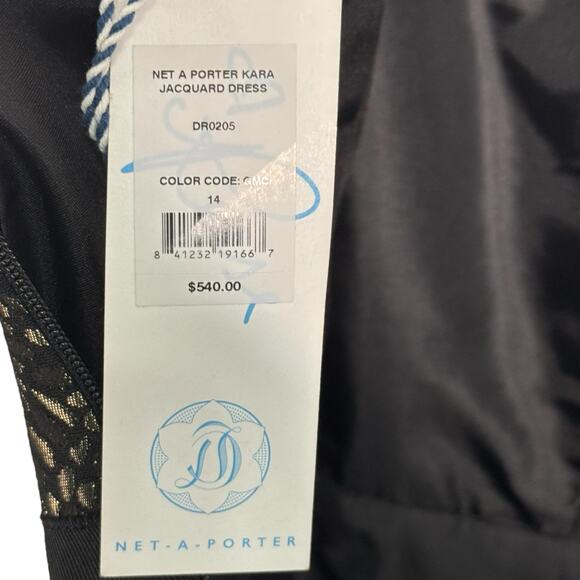 NET A PORTER KARA
JACQUARD DRESS
DR0205
COLOR CODE: GMC
14
8 41232 19166 7
$540.00
NET-A-PORTER